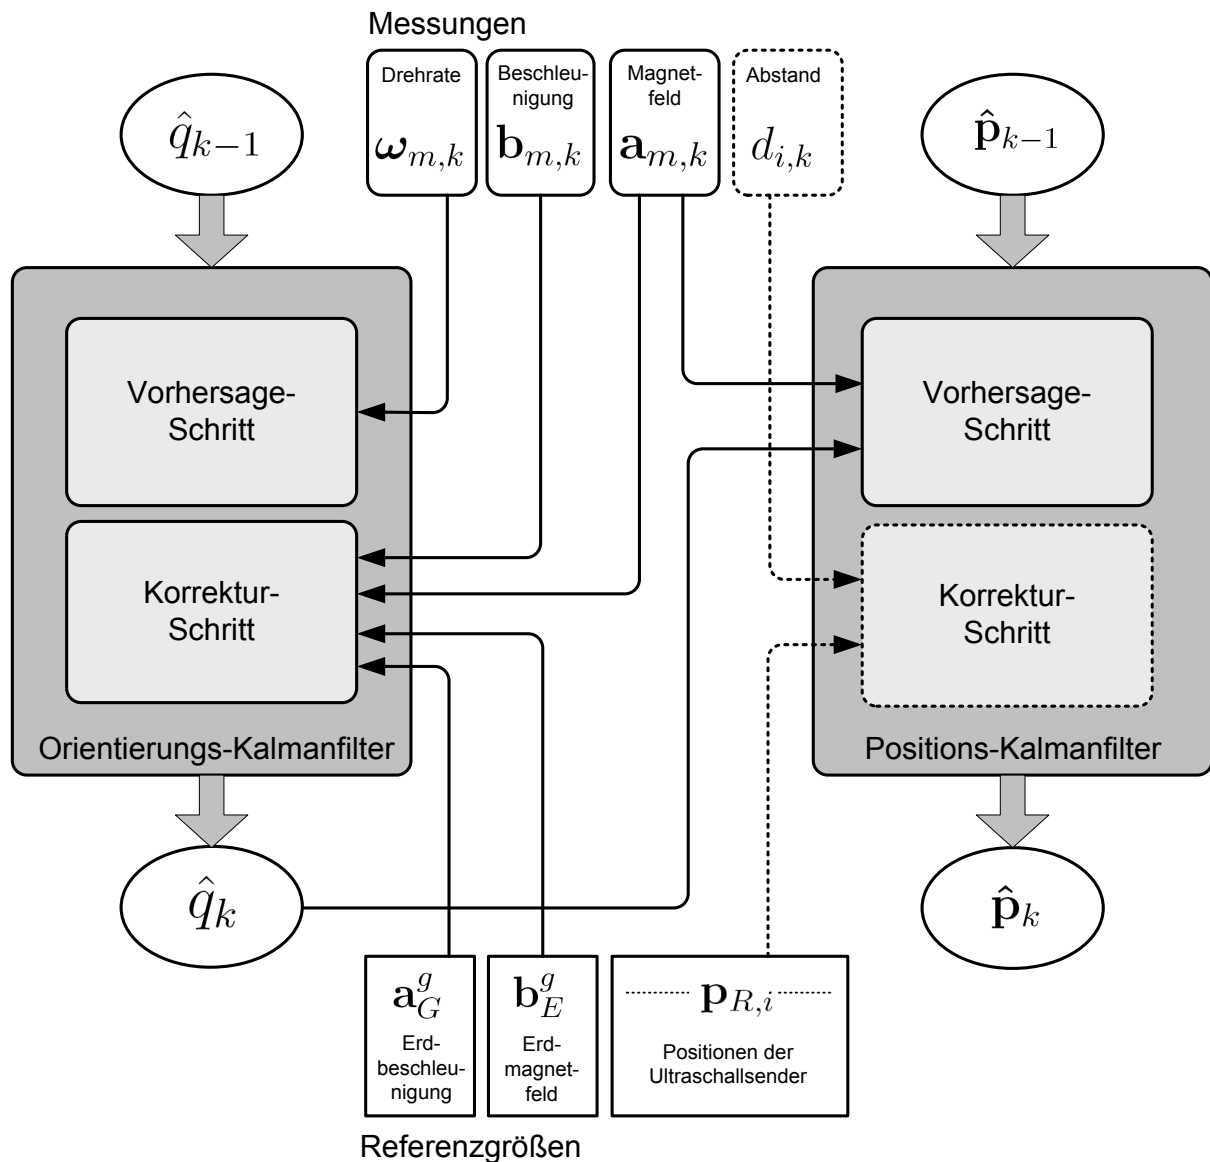 Messungen
Drehrate
ω_{m,k}
Beschleu-
nigung
b_{m,k}
Magnet-
feld
a_{m,k}
Abstand
d_{i,k}
q̂_{k−1}
p̂_{k−1}
Vorhersage-
Schritt
Korrektur-
Schritt
Orientierungs-Kalmanfilter
Vorhersage-
Schritt
Korrektur-
Schritt
Positions-Kalmanfilter
q̂_k
p̂_k
a_G^g
Erd-
beschleu-
nigung
b_E^g
Erd-
magnet-
feld
p_{R,i}
Positionen der
Ultraschallsender
Referenzgrößen